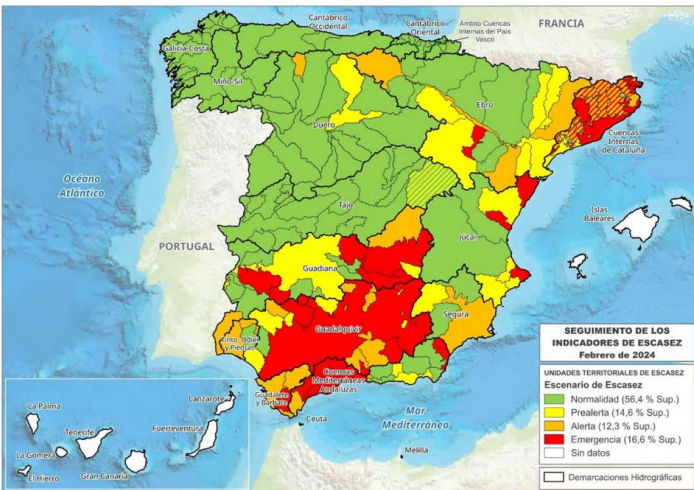 Cantábrico
Occidental
Cantábrico
Oriental
Ámbito Cuencas
Internas del País
Vasco
FRANCIA
Galicia-Costa
Miño-Sil
Duero
Ebro
Cuencas
Internas
de Cataluña
Océano
Atlántico
Tajo
Islas
Baleares
PORTUGAL
Júcar
Guadiana
Segura
Guadalquivir
Tinto, Odiel
y Piedras
Cuencas
Mediterráneas
Andaluzas
Guadalete
y Barbate
Ceuta
Mar
Mediterráneo
Melilla
La Palma
Lanzarote
Tenerife
Fuerteventura
La Gomera
El Hierro
Gran Canaria
SEGUIMIENTO DE LOS
INDICADORES DE ESCASEZ
Febrero de 2024
UNIDADES TERRITORIALES DE ESCASEZ
Escenario de Escasez
Normalidad (56,4 % Sup.)
Prealerta (14,6 % Sup.)
Alerta (12,3 % Sup.)
Emergencia (16,6 % Sup.)
Sin datos
Demarcaciones Hidrográficas